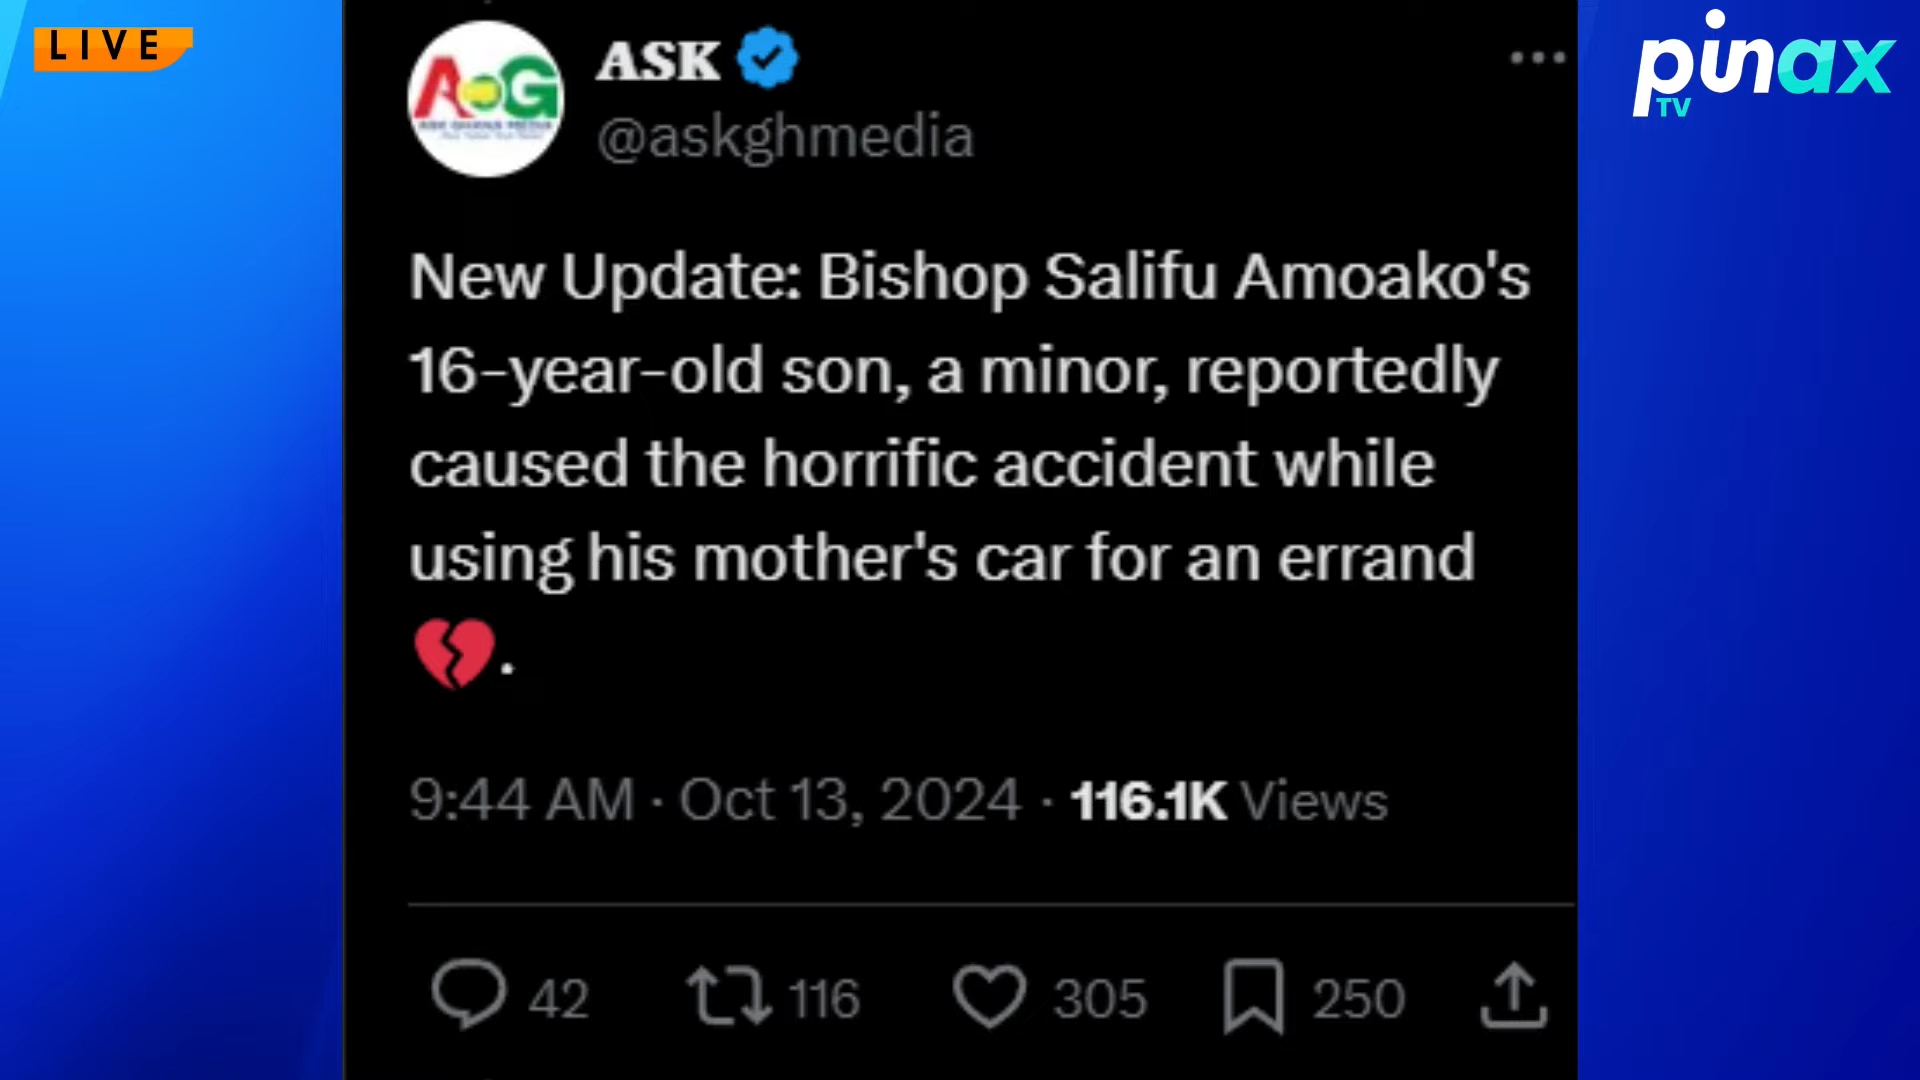 LIVE
pinax
TV
AoG
ASK
@askghmedia
New Update: Bishop Salifu Amoako's
16-year-old son, a minor, reportedly
caused the horrific accident while
using his mother's car for an errand
💔.
9:44 AM · Oct 13, 2024 · 116.1K Views
42 116 305 250